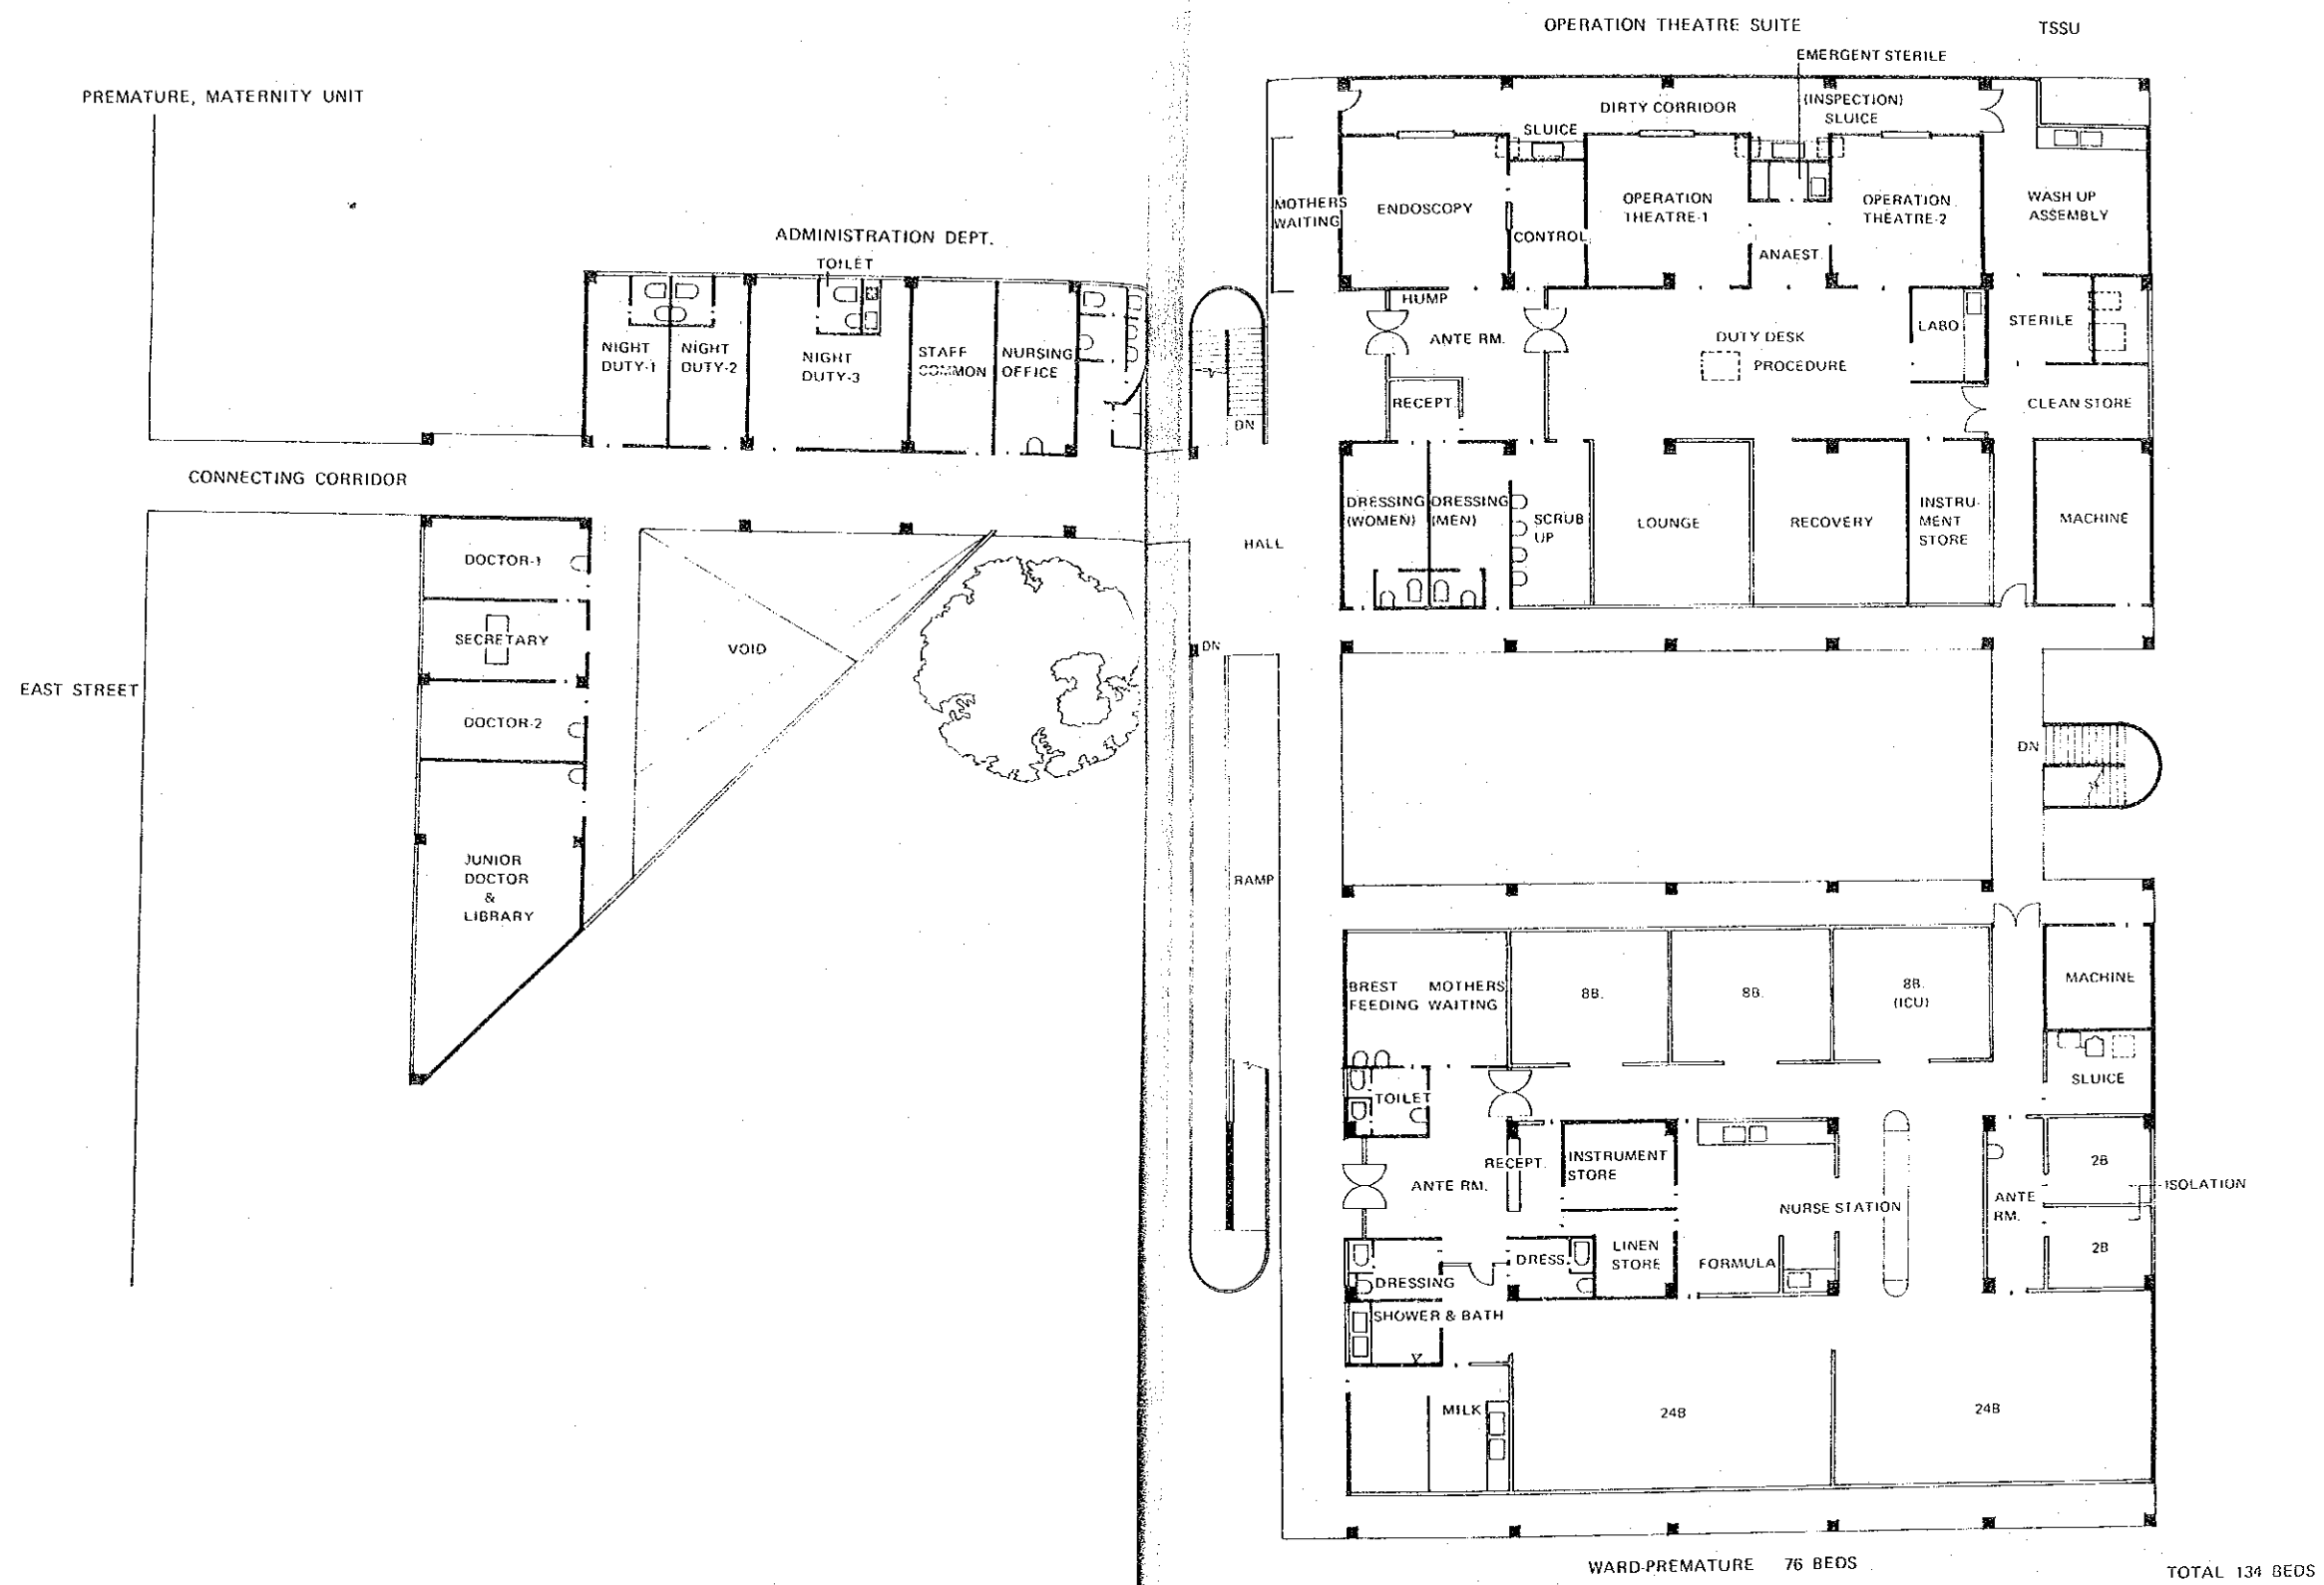 OPERATION THEATRE SUITE
TSSU
EMERGENT STERILE
PREMATURE, MATERNITY UNIT
DIRTY CORRIDOR
(INSPECTION)
SLUICE
SLUICE
MOTHERS
WAITING
ENDOSCOPY
CONTROL
OPERATION
THEATRE-1
OPERATION
THEATRE-2
WASH UP
ASSEMBLY
ANAEST.
ADMINISTRATION DEPT.
TOILET
NIGHT
DUTY-1
NIGHT
DUTY-2
NIGHT
DUTY-3
STAFF
COMMON
NURSING
OFFICE
HUMP
ANTE RM.
DUTY DESK
PROCEDURE
LABO
STERILE
RECEPT.
CLEAN STORE
DN
CONNECTING CORRIDOR
DRESSING
(WOMEN)
DRESSING
(MEN)
SCRUB
UP
LOUNGE
RECOVERY
INSTRU-
MENT
STORE
MACHINE
HALL
DOCTOR-1
SECRETARY
DOCTOR-2
VOID
DN
EAST STREET
DN
JUNIOR
DOCTOR
&
LIBRARY
RAMP
BREST
FEEDING
MOTHERS
WAITING
8B.
8B.
8B.
(ICU)
MACHINE
SLUICE
TOILET
RECEPT.
INSTRUMENT
STORE
ANTE RM.
NURSE STATION
ANTE
RM.
2B
ISOLATION
2B
DRESSING
DRESS.
LINEN
STORE
FORMULA
SHOWER & BATH
MILK
24B
24B
WARD-PREMATURE 76 BEDS
TOTAL 134 BEDS